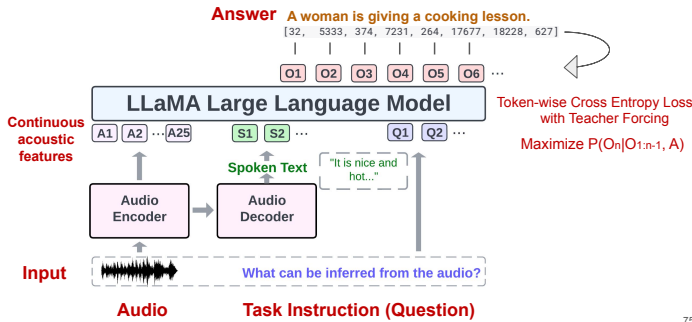 Answer A woman is giving a cooking lesson.
[32, 5333, 374, 7231, 264, 17677, 18228, 627]
O1 O2 O3 O4 O5 O6 ...
LLaMA Large Language Model
Token-wise Cross Entropy Loss
with Teacher Forcing
Maximize P(On|O1:n-1, A)
Continuous
acoustic
features
A1 A2 ...A25 S1 S2 ... Q1 Q2 ...
Spoken Text
"It is nice and
hot..."
Audio
Encoder
Audio
Decoder
Input
What can be inferred from the audio?
Audio Task Instruction (Question)
75